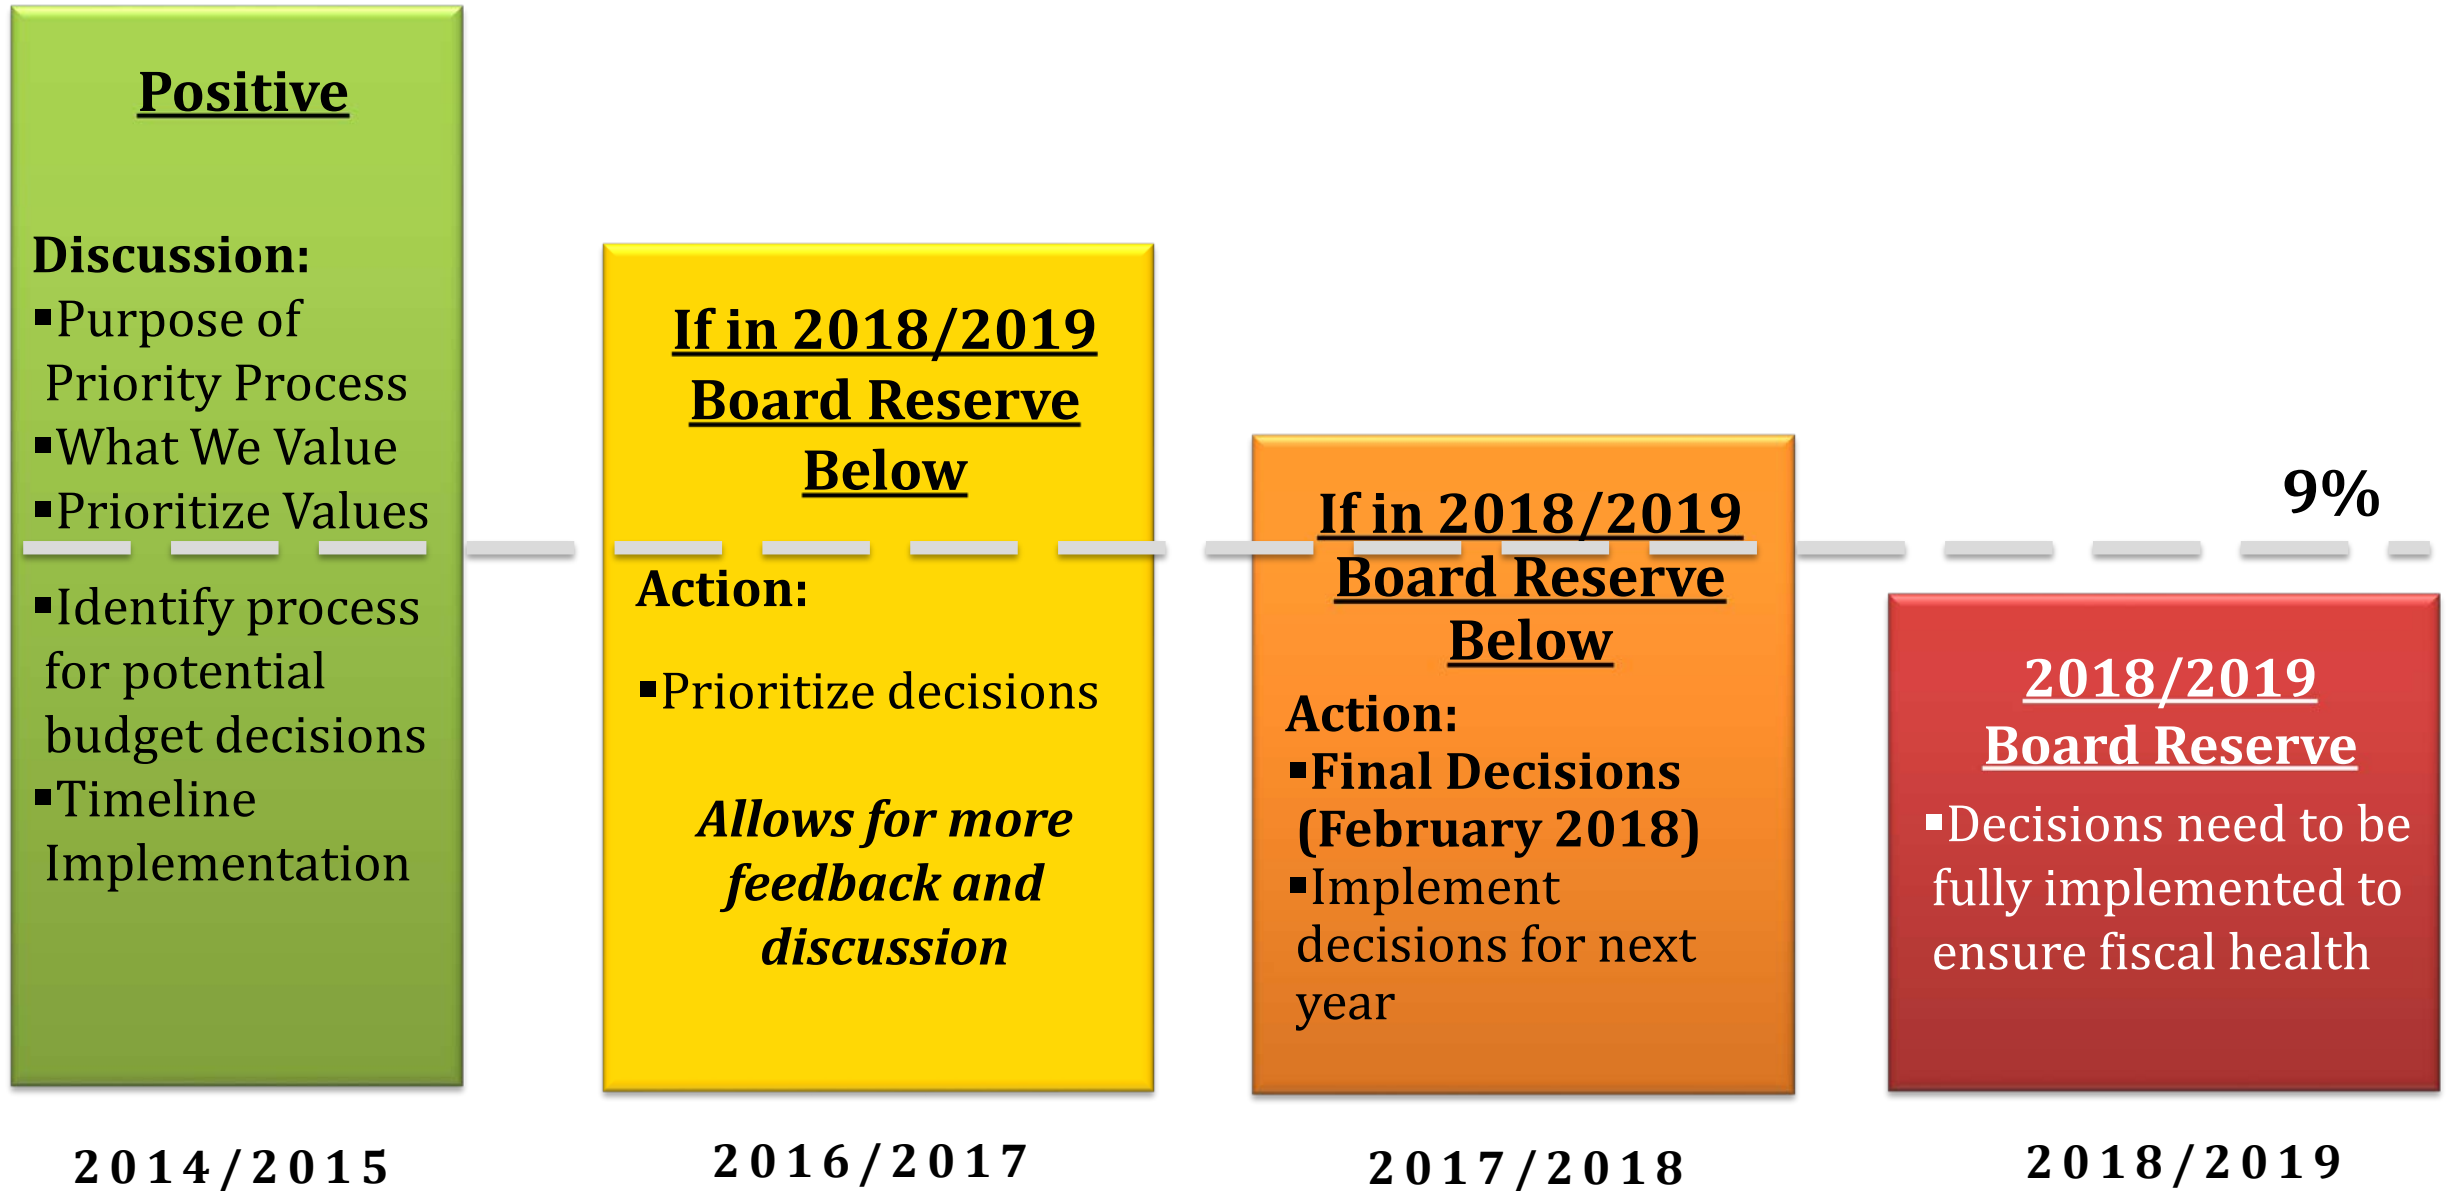 Positive
Discussion:
▪Purpose of
Priority Process
▪What We Value
▪Prioritize Values
▪Identify process
for potential
budget decisions
▪Timeline
Implementation
2014/2015
If in 2018/2019
Board Reserve
Below
Action:
▪Prioritize decisions
Allows for more
feedback and
discussion
2016/2017
If in 2018/2019
Board Reserve
Below
Action:
▪Final Decisions
(February 2018)
▪Implement
decisions for next
year
2017/2018
9%
2018/2019
Board Reserve
▪Decisions need to be
fully implemented to
ensure fiscal health
2018/2019